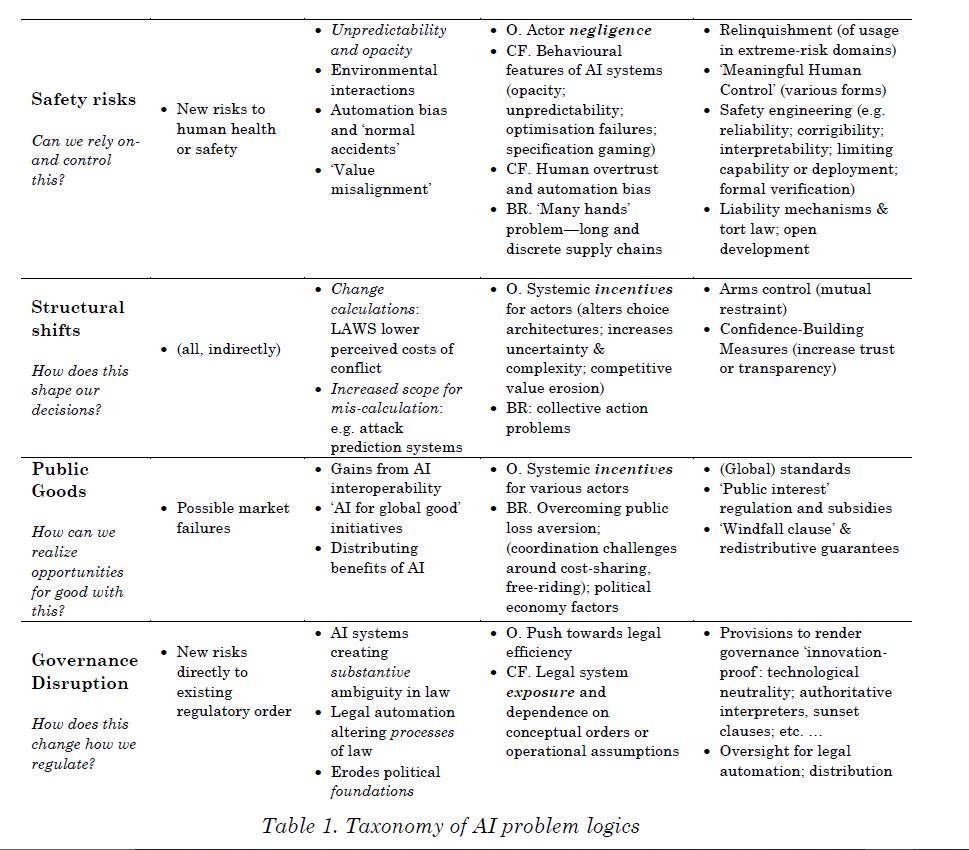 Safety risks
Can we rely on-
and control
this?
• New risks to
human health
or safety
• Unpredictability
and opacity
• Environmental
interactions
• Automation bias
and ‘normal
accidents’
• ‘Value
misalignment’
• O. Actor negligence
• CF. Behavioural
features of AI systems
(opacity;
unpredictability;
optimisation failures;
specification gaming)
• CF. Human overtrust
and automation bias
• BR. ‘Many hands’
problem—long and
discrete supply chains
• Relinquishment (of usage
in extreme-risk domains)
• ‘Meaningful Human
Control’ (various forms)
• Safety engineering (e.g.
reliability; corrigibility;
interpretability; limiting
capability or deployment;
formal verification)
• Liability mechanisms &
tort law; open
development
Structural
shifts
How does this
shape our
decisions?
• (all, indirectly)
• Change
calculations:
LAWS lower
perceived costs of
conflict
• Increased scope for
mis-calculation:
e.g. attack
prediction systems
• O. Systemic incentives
for actors (alters choice
architectures; increases
uncertainty &
complexity; competitive
value erosion)
• BR: collective action
problems
• Arms control (mutual
restraint)
• Confidence-Building
Measures (increase trust
or transparency)
Public
Goods
How can we
realize
opportunities
for good with
this?
• Possible market
failures
• Gains from AI
interoperability
• ‘AI for global good’
initiatives
• Distributing
benefits of AI
• O. Systemic incentives
for various actors
• BR. Overcoming public
loss aversion;
(coordination challenges
around cost-sharing,
free-riding); political
economy factors
• (Global) standards
• ‘Public interest’
regulation and subsidies
• ‘Windfall clause’ &
redistributive guarantees
Governance
Disruption
How does this
change how we
regulate?
• New risks
directly to
existing
regulatory order
• AI systems
creating
substantive
ambiguity in law
• Legal automation
altering processes
of law
• Erodes political
foundations
• O. Push towards legal
efficiency
• CF. Legal system
exposure and
dependence on
conceptual orders or
operational assumptions
• Provisions to render
governance ‘innovation-
proof’: technological
neutrality; authoritative
interpreters, sunset
clauses; etc. …
• Oversight for legal
automation; distribution
Table 1. Taxonomy of AI problem logics